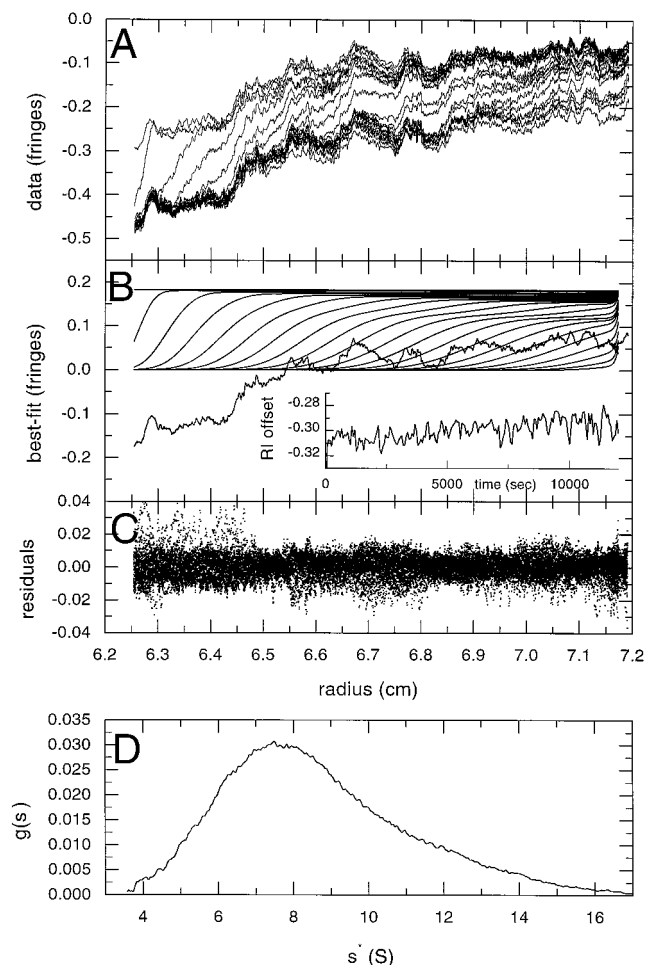 A
0.0
-0.1
-0.2
-0.3
-0.4
-0.5
data (fringes)
B
0.2
0.1
0.0
-0.1
-0.2
best-fit (fringes)
-0.28
-0.30
-0.32
RI offset
0 5000 time (sec) 10000
C
0.04
0.02
0.00
-0.02
-0.04
residuals
6.2 6.3 6.4 6.5 6.6 6.7 6.8 6.9 7.0 7.1 7.2
radius (cm)
D
0.035
0.030
0.025
0.020
0.015
0.010
0.005
0.000
g(s)
4 6 8 10 12 14 16
s* (S)